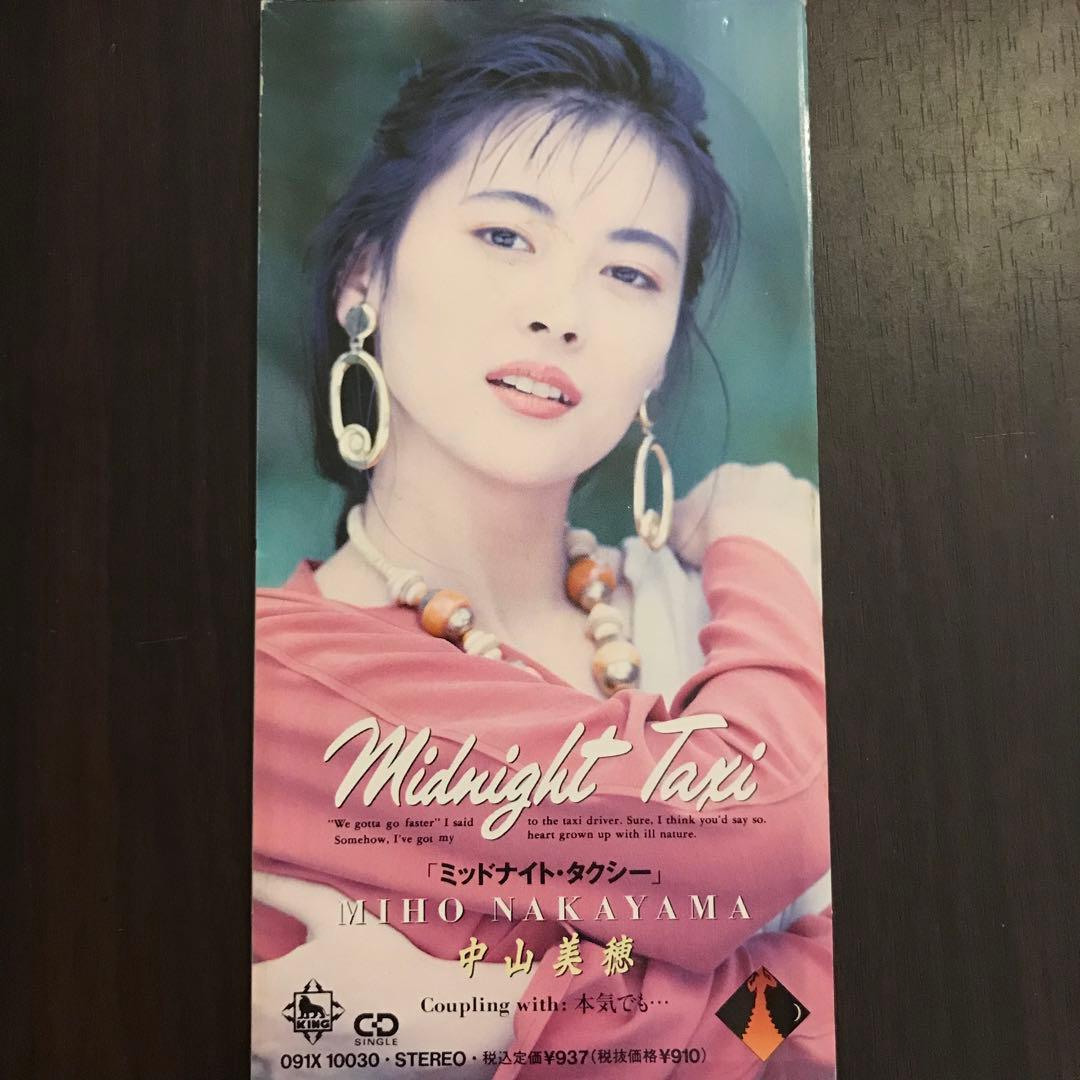 Midnight Taxi
"We gotta go faster" I said to the taxi driver. Sure, I think you'd say so.
Somehow, I've got my heart grown up with ill nature.
「ミッドナイト・タクシー」
MIHO NAKAYAMA
中山美穂
Coupling with: 本気でも…
KING
CD
SINGLE
091X 10030・STEREO・税込定価¥937(税抜価格¥910)